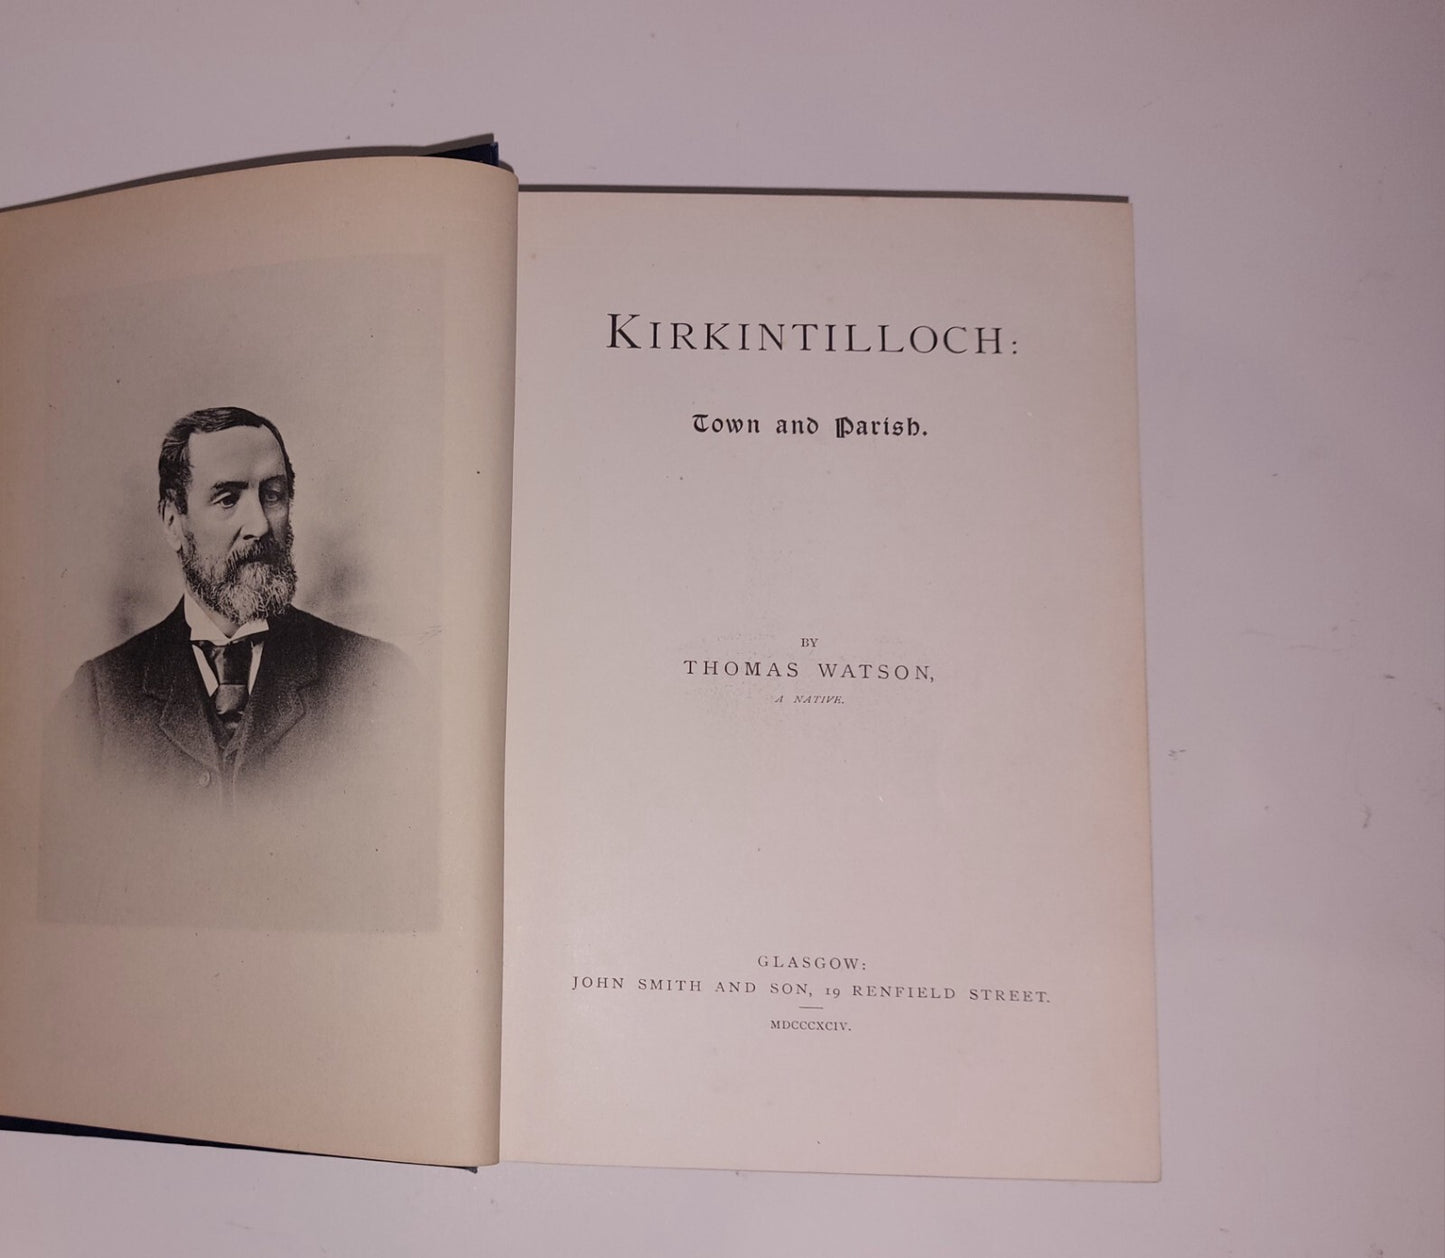 KIRKINTILLOCH:
Town and Parish.
BY
THOMAS WATSON,
A NATIVE.
GLASGOW:
JOHN SMITH AND SON, 19 RENFIELD STREET.
MDCCCXCIV.